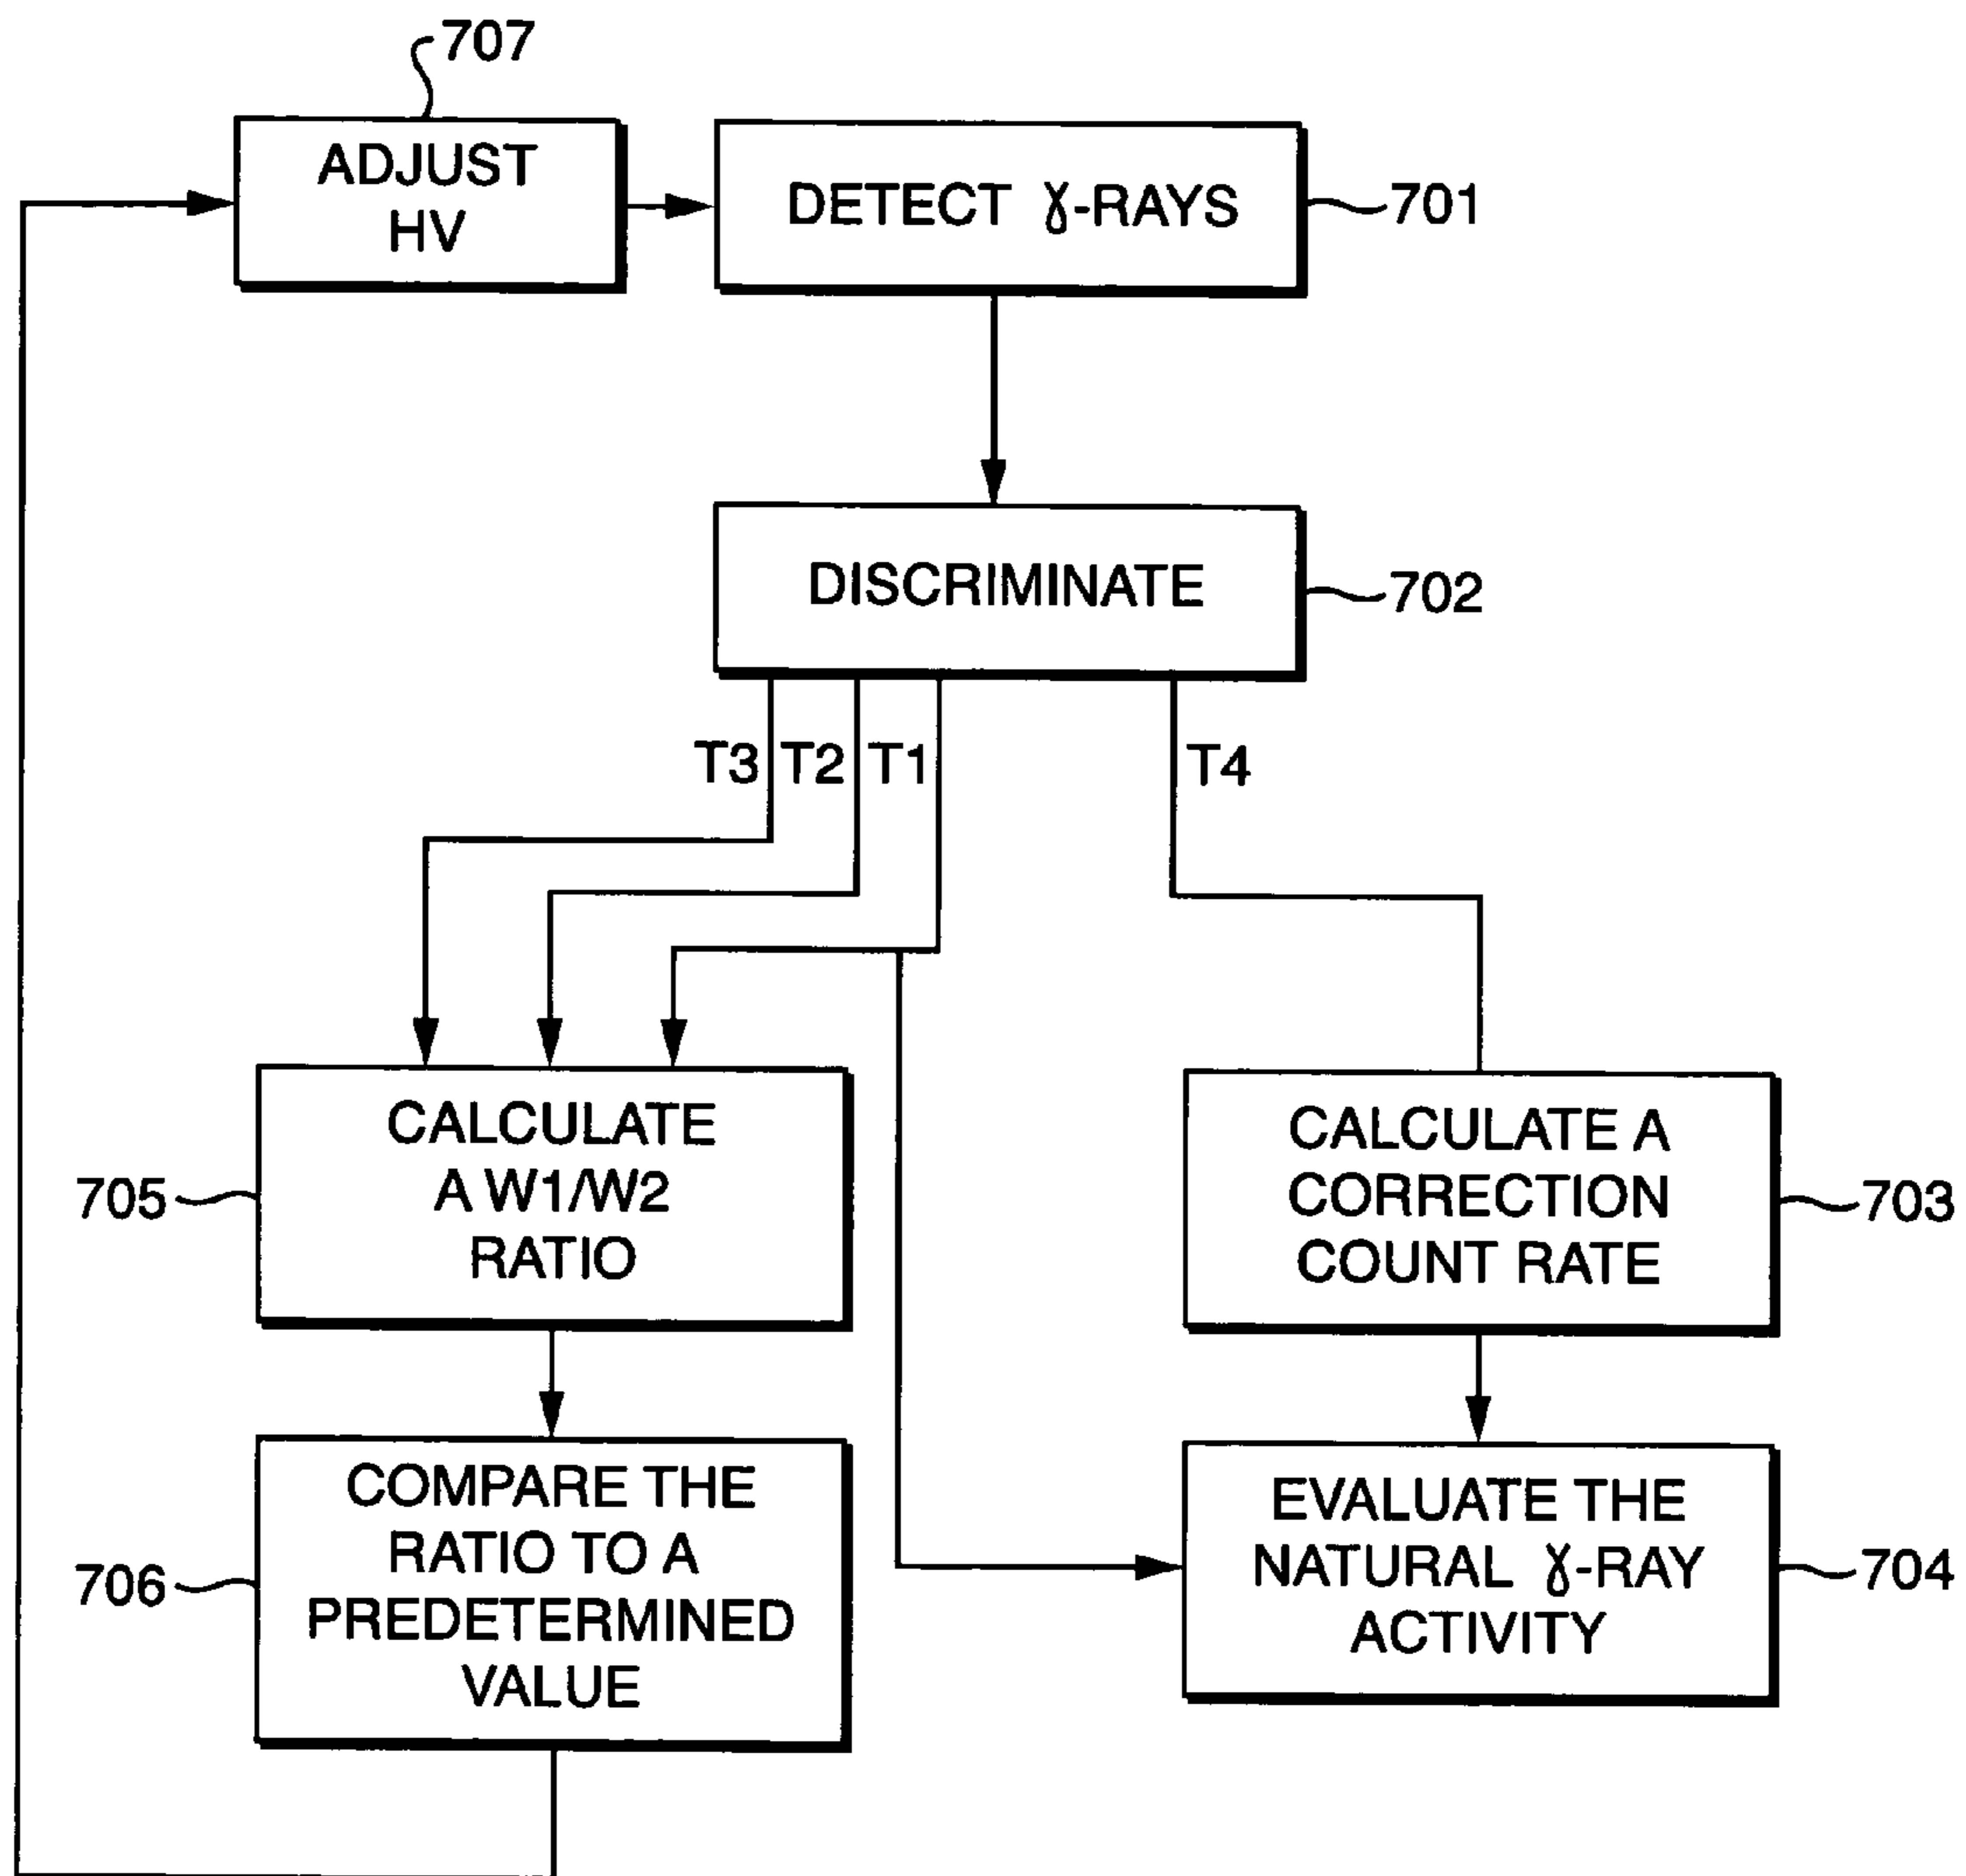 707
ADJUST
HV
DETECT ɣ-RAYS
701
DISCRIMINATE
702
T3
T2
T1
T4
CALCULATE
A W1/W2
RATIO
705
CALCULATE A
CORRECTION
COUNT RATE
703
COMPARE THE
RATIO TO A
PREDETERMINED
VALUE
706
EVALUATE THE
NATURAL ɣ-RAY
ACTIVITY
704